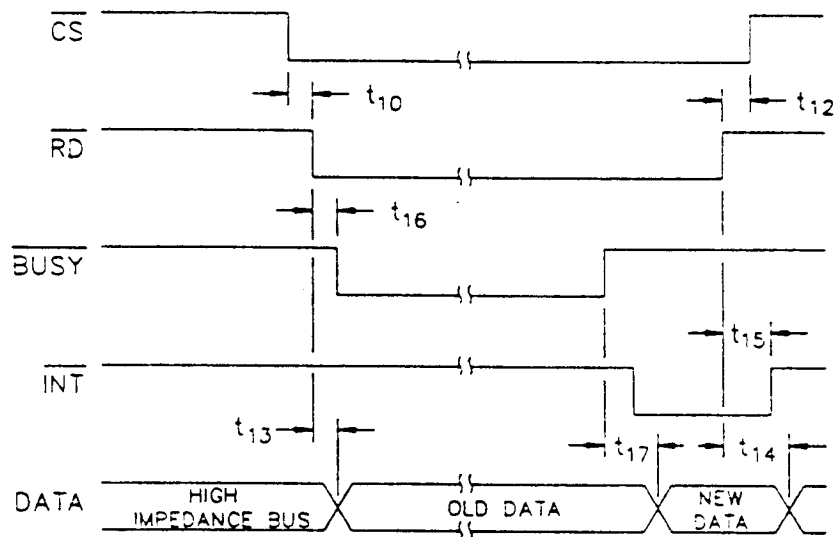 CS
t10
t12
RD
t16
BUSY
t15
INT
t13
t17
t14
DATA
HIGH
IMPEDANCE BUS
OLD DATA
NEW
DATA